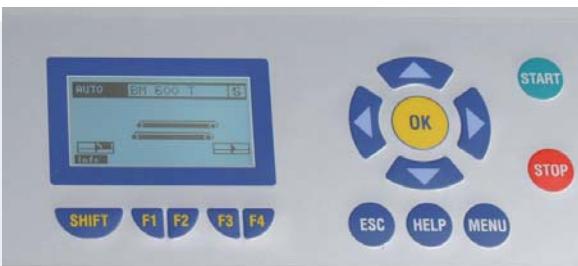 AUTO BM 600 T S
Info
SHIFT F1 F2 F3 F4
OK
START
STOP
ESC HELP MENU